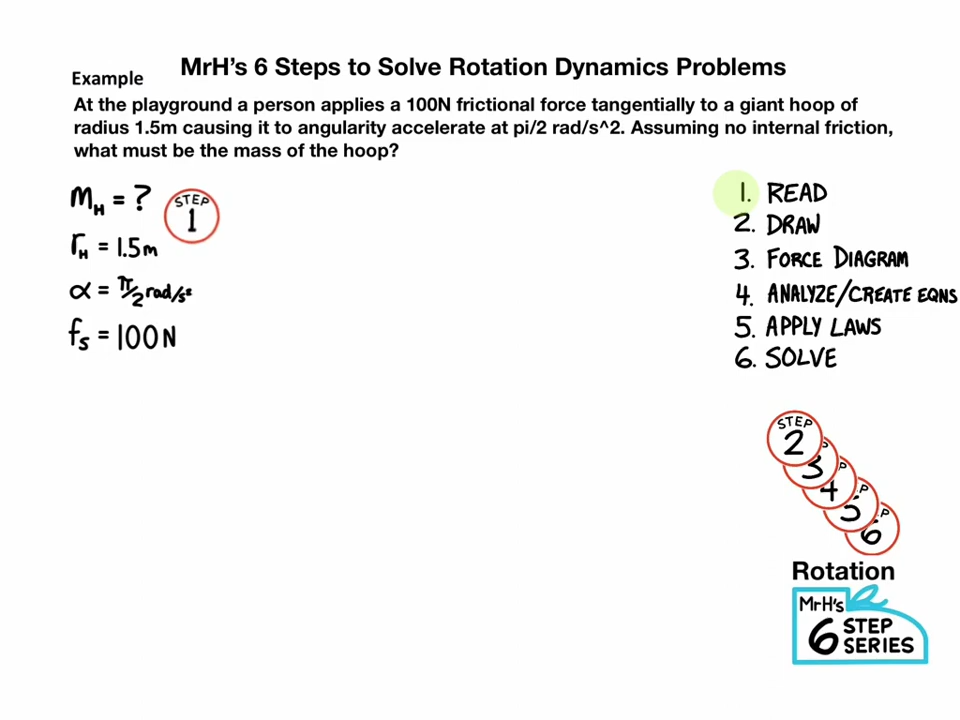 MrH's 6 Steps to Solve Rotation Dynamics Problems
Example
At the playground a person applies a 100N frictional force tangentially to a giant hoop of
radius 1.5m causing it to angularity accelerate at pi/2 rad/s^2. Assuming no internal friction,
what must be the mass of the hoop?
m_H = ?
STEP
1
r_H = 1.5m
α = π/2 rad/s²
f_s = 100N
1. READ
2. DRAW
3. FORCE DIAGRAM
4. ANALYZE/CREATE EQNS
5. APPLY LAWS
6. SOLVE
STEP
2
P
3
P
4
P
5
P
6
Rotation
MrH's
6 STEP
SERIES